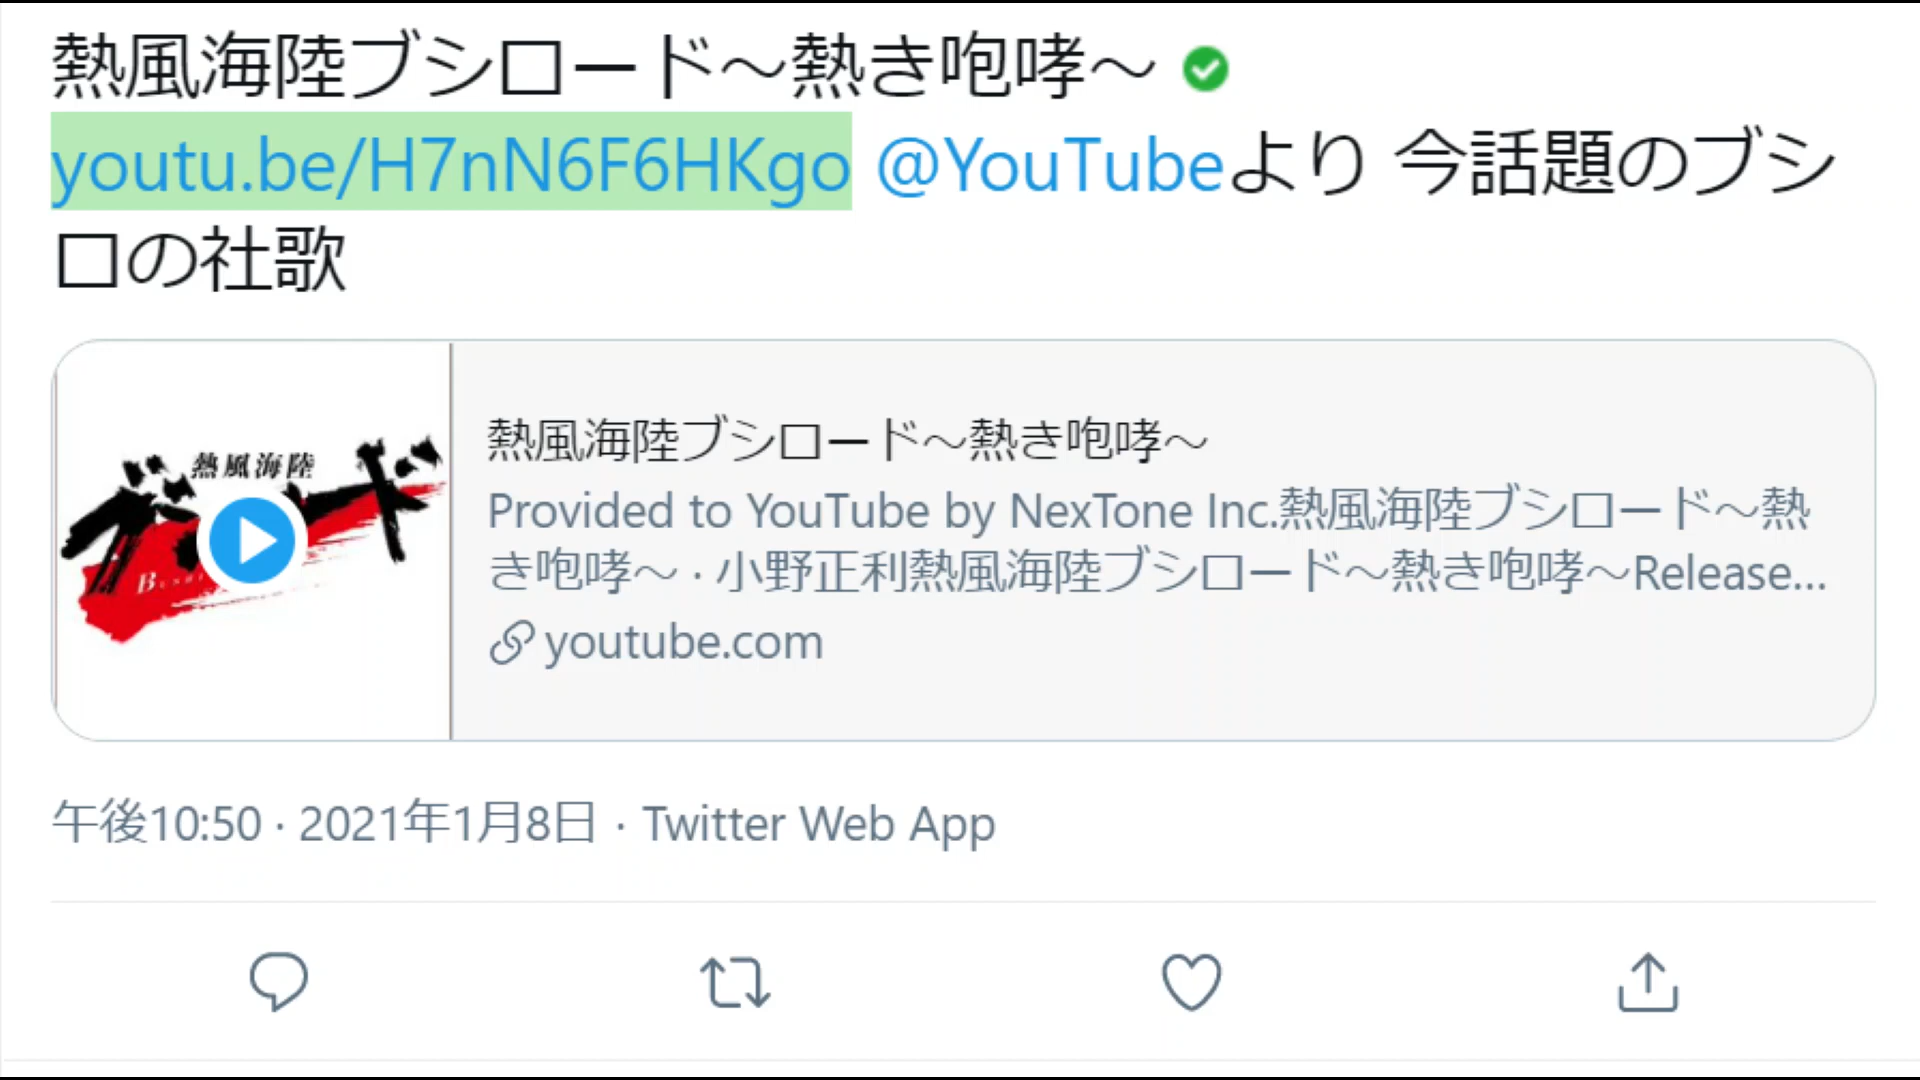 熱風海陸ブシロード～熱き咆哮～
youtu.be/H7nN6F6HKgo @YouTubeより 今話題のブシ
ロの社歌
熱風海陸
熱風海陸ブシロード～熱き咆哮～
Provided to YouTube by NexTone Inc.熱風海陸ブシロード～熱
き咆哮～ · 小野正利熱風海陸ブシロード～熱き咆哮～Release...
youtube.com
午後10:50 · 2021年1月8日 · Twitter Web App